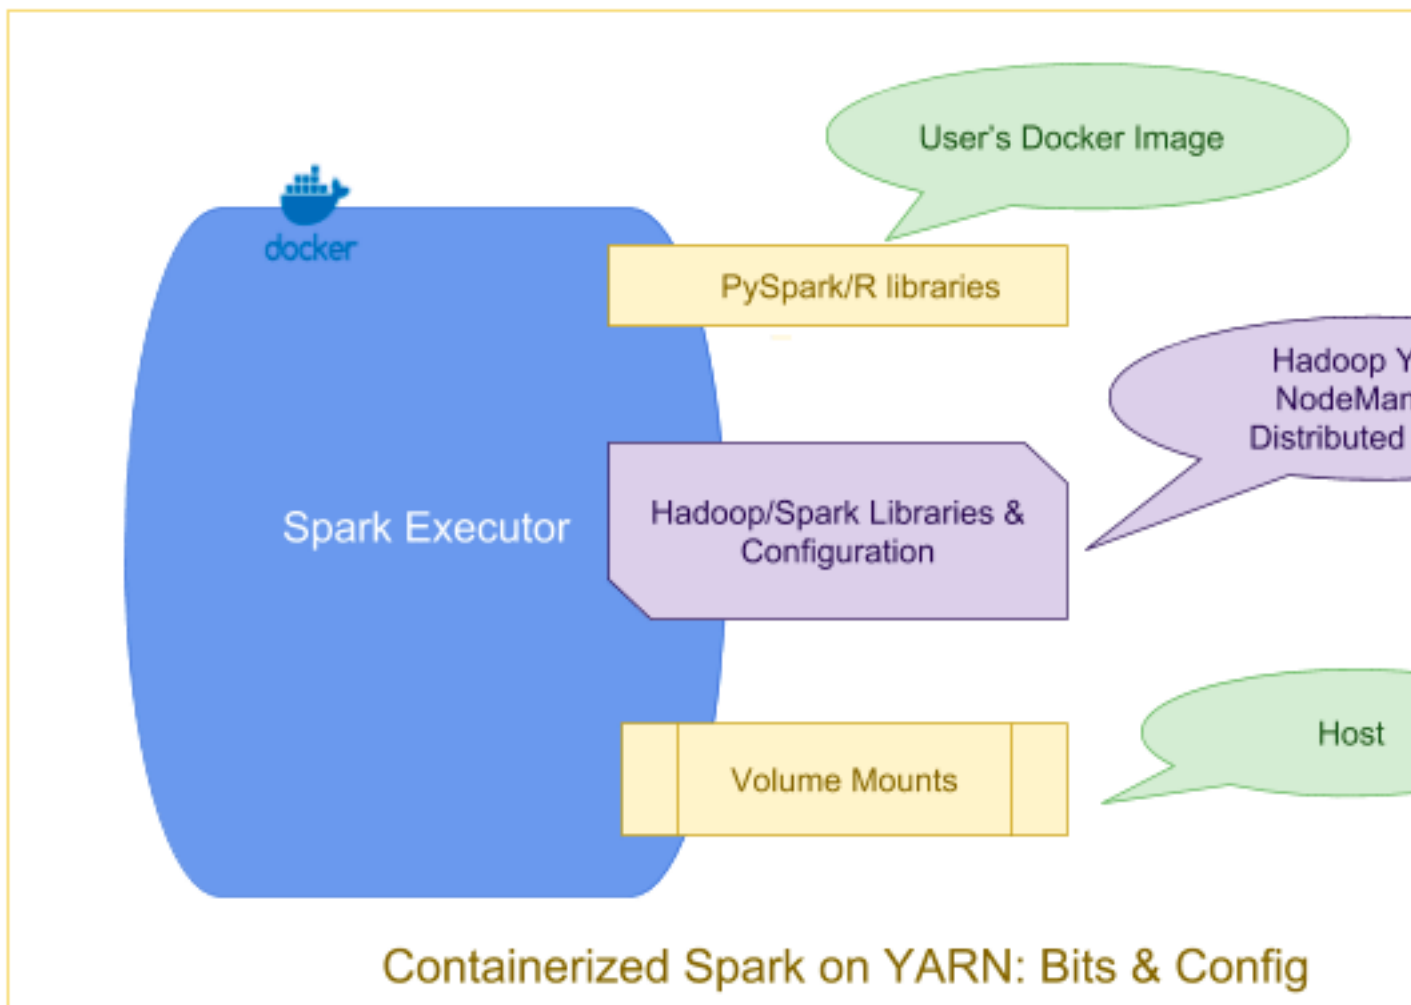 User's Docker Image
docker
PySpark/R libraries
Hadoop
Distributed
Spark Executor
Hadoop/Spark Libraries &
Configuration
Host
Volume Mounts
Containerized Spark on YARN: Bits & Config